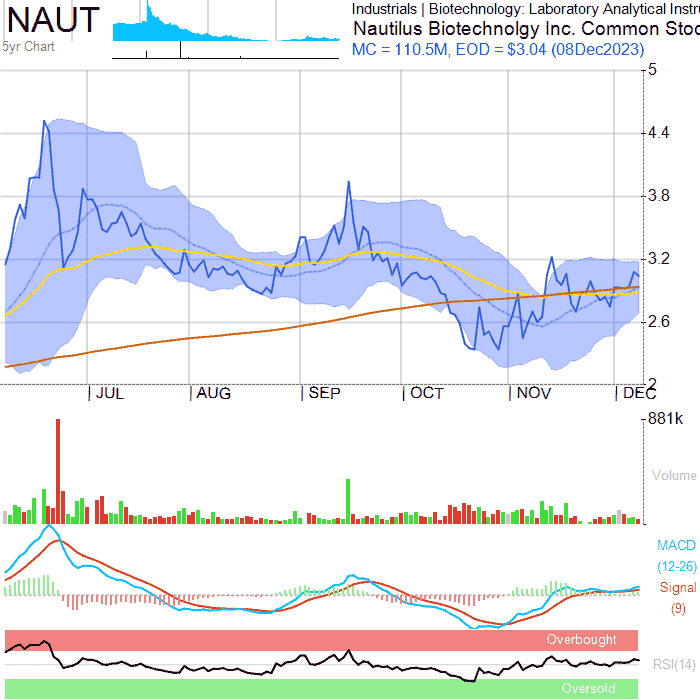 NAUT
5yr Chart
Industrials | Biotechnology: Laboratory Analytical Instr
Nautilus Biotechnolgy Inc. Common Stoc
MC = 110.5M, EOD = $3.04 (08Dec2023)
5
4.4
3.8
3.2
2.6
2
JUL
AUG
SEP
OCT
NOV
DEC
881k
Volume
MACD
(12-26)
Signal
(9)
Overbought
RSI(14)
Oversold